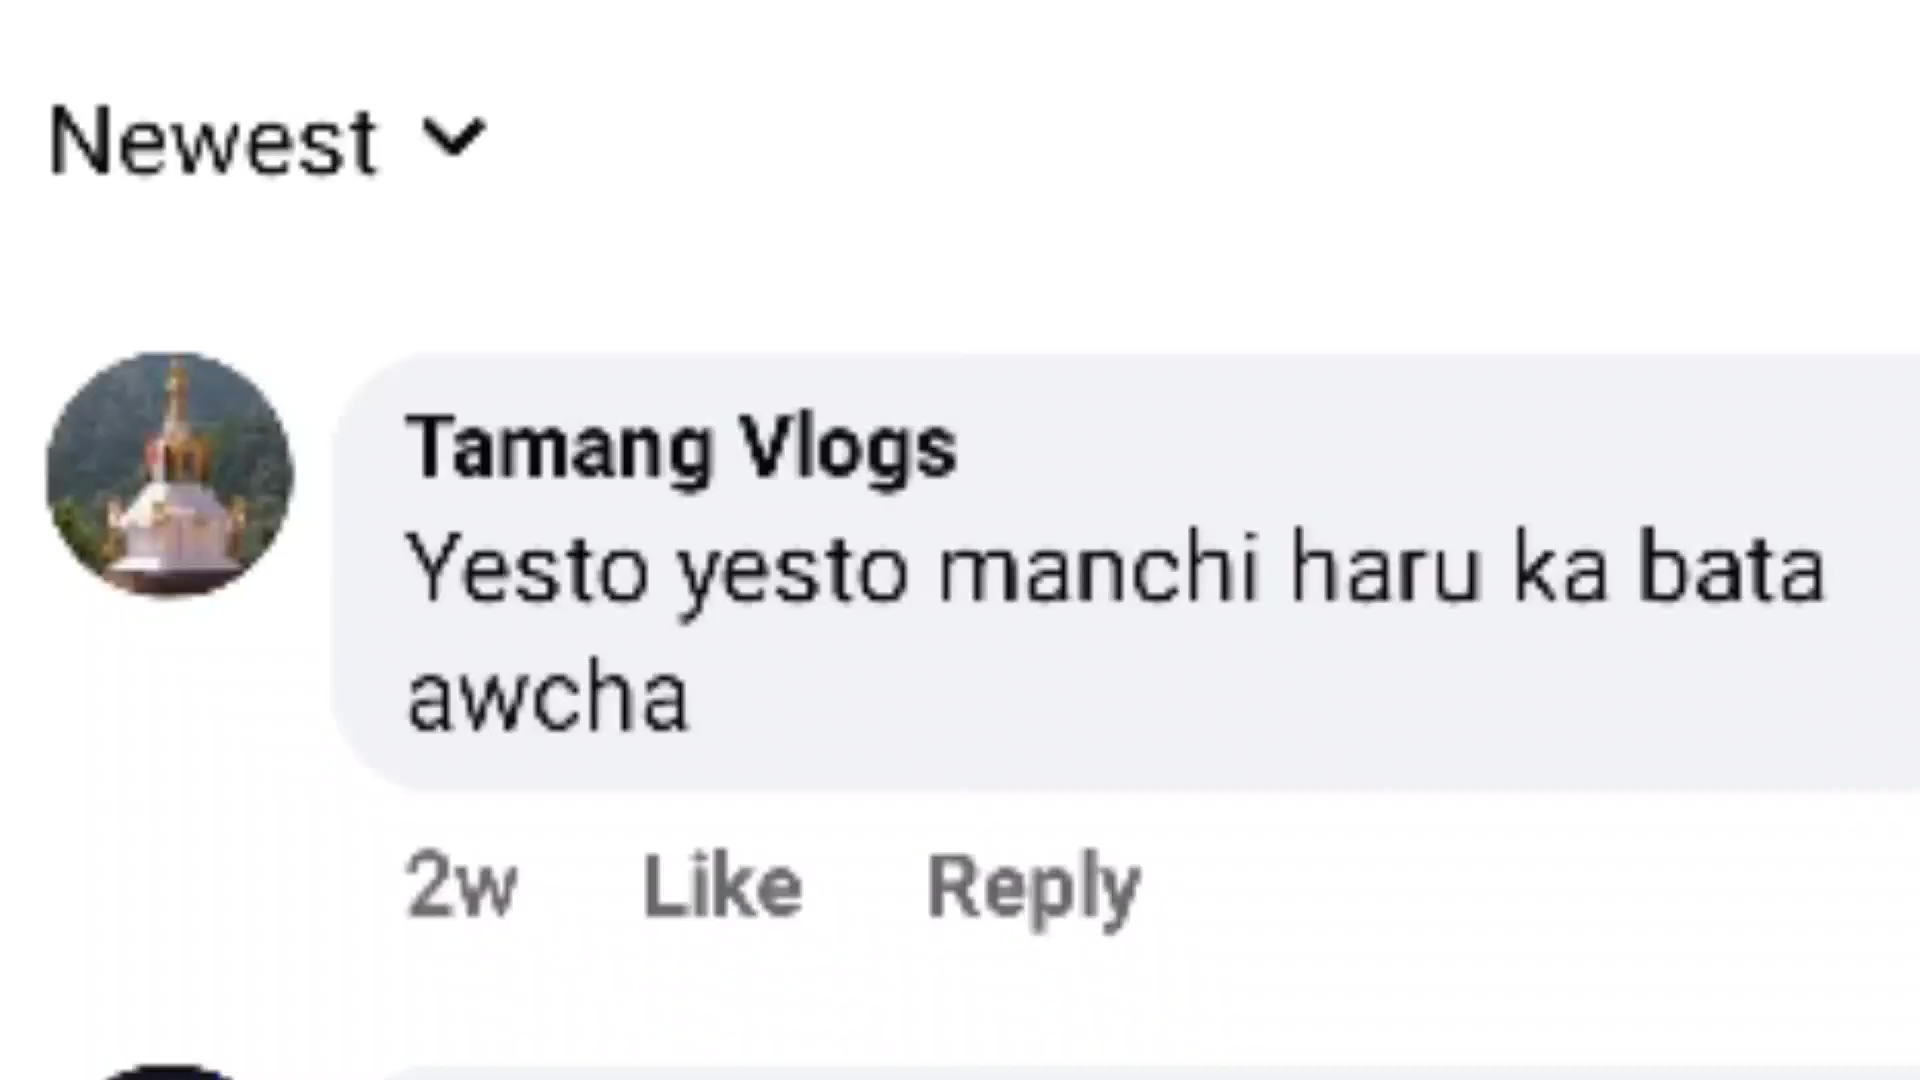 Newest
Tamang Vlogs
Yesto yesto manchi haru ka bata
awcha
2w Like Reply